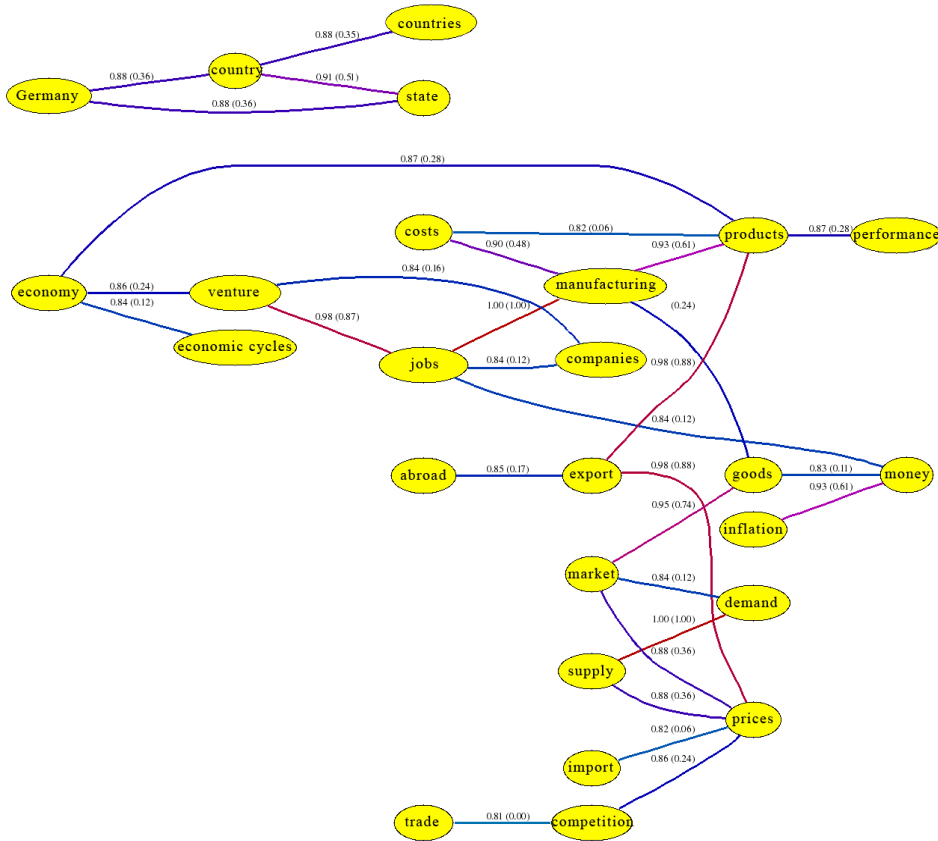 countries
0.88 (0.35)
country
0.88 (0.36)
0.91 (0.51)
Germany
state
0.88 (0.36)
0.87 (0.28)
costs
0.82 (0.06)
products
0.87 (0.28)
performance
0.90 (0.48)
0.93 (0.61)
economy
0.86 (0.24)
venture
0.84 (0.16)
manufacturing
0.84 (0.12)
1.00 (1.00)
(0.24)
0.98 (0.87)
economic cycles
jobs
0.84 (0.12)
companies
0.98 (0.88)
0.84 (0.12)
abroad
0.85 (0.17)
export
0.98 (0.88)
goods
0.83 (0.11)
money
0.93 (0.61)
0.95 (0.74)
inflation
market
0.84 (0.12)
demand
1.00 (1.00)
0.88 (0.36)
supply
0.88 (0.36)
prices
0.82 (0.06)
import
0.86 (0.24)
trade
0.81 (0.00)
competition